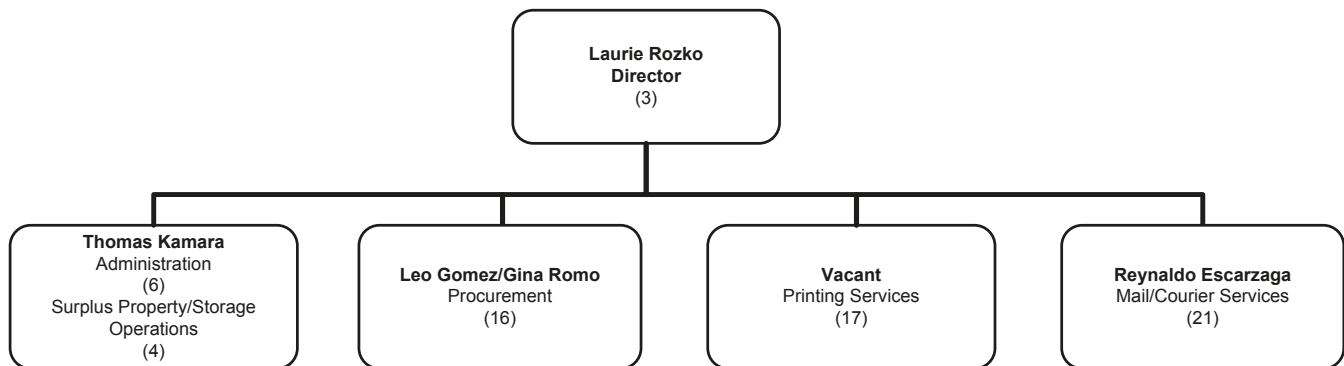 Laurie Rozko
Director
(3)
Thomas Kamara
Administration
(6)
Surplus Property/Storage
Operations
(4)
Leo Gomez/Gina Romo
Procurement
(16)
Vacant
Printing Services
(17)
Reynaldo Escarzaga
Mail/Courier Services
(21)